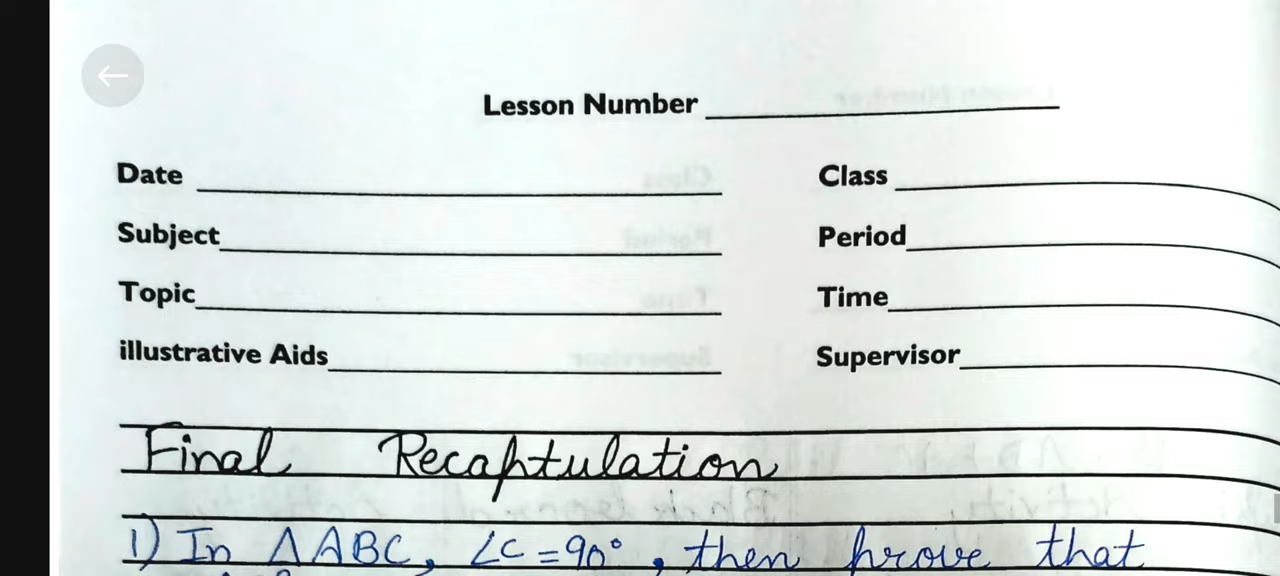 Lesson Number
Date Class
Subject Period
Topic Time
illustrative Aids Supervisor
Final Recaptulation
1) In ΔABC, ∠C = 90°, then prove that